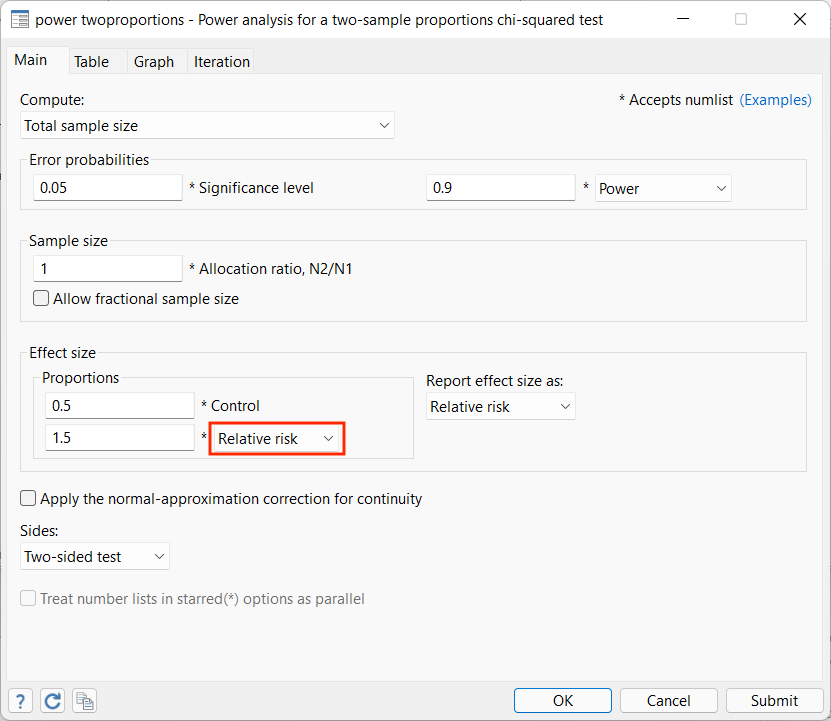 power twoproportions - Power analysis for a two-sample proportions chi-squared test
Main Table Graph Iteration
Compute: * Accepts numlist (Examples)
Total sample size
Error probabilities
0.05 * Significance level 0.9 * Power
Sample size
1 * Allocation ratio, N2/N1
Allow fractional sample size
Effect size
Proportions
Report effect size as:
0.5 * Control Relative risk
1.5 * Relative risk
Apply the normal-approximation correction for continuity
Sides:
Two-sided test
Treat number lists in starred(*) options as parallel
? OK Cancel Submit